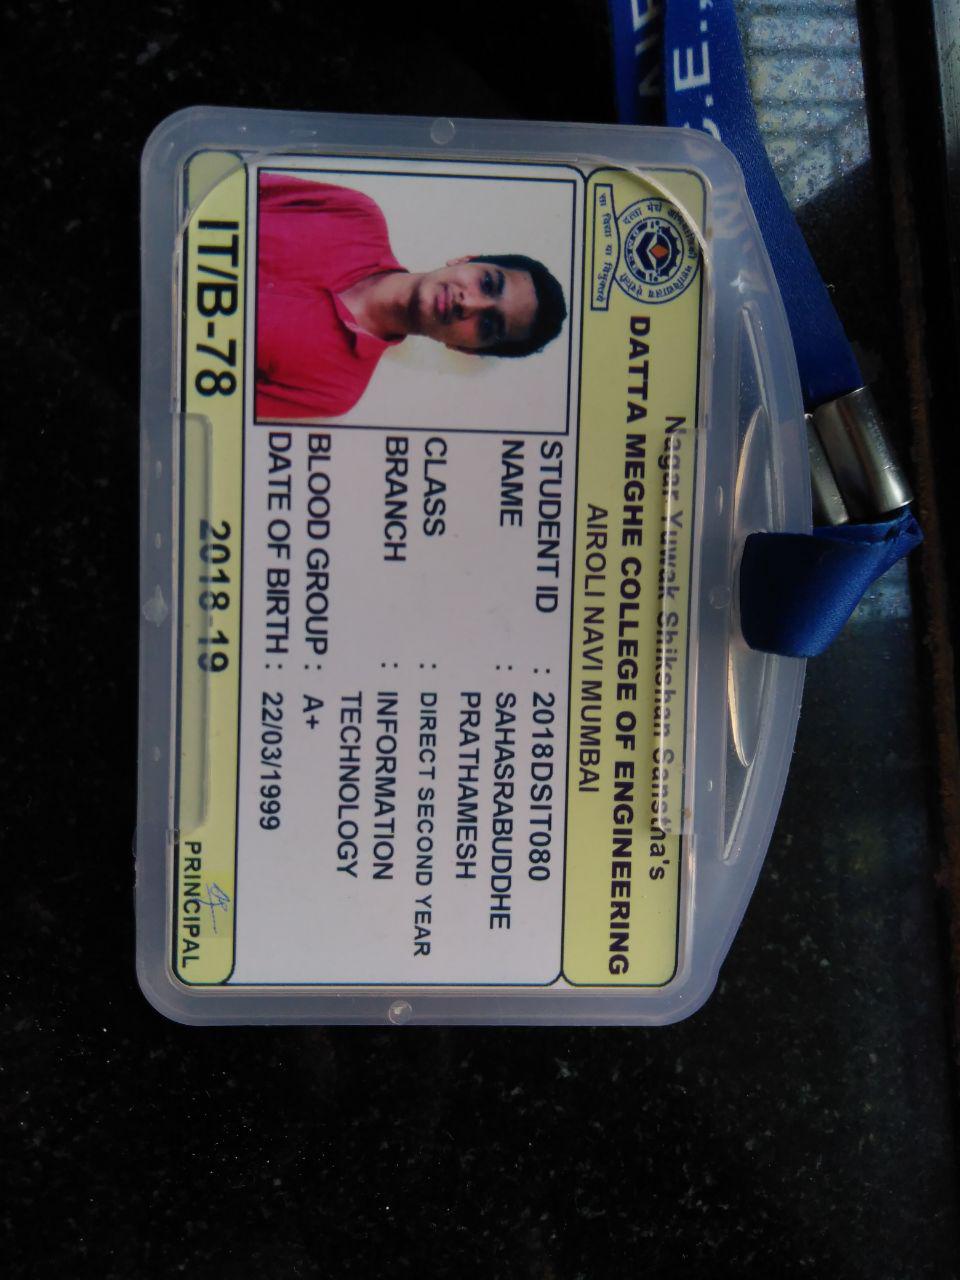 Nagar Yuwak Shikshan Sanstha's
DATTA MEGHE COLLEGE OF ENGINEERING
AIROLI NAVI MUMBAI
सा विद्या या विमुक्तये
STUDENT ID : 2018DSIT080
NAME : SAHASRABUDDHE
PRATHAMESH
CLASS : DIRECT SECOND YEAR
BRANCH : INFORMATION
TECHNOLOGY
BLOOD GROUP : A+
DATE OF BIRTH : 22/03/1999
IT/B-78 2018-19
PRINCIPAL